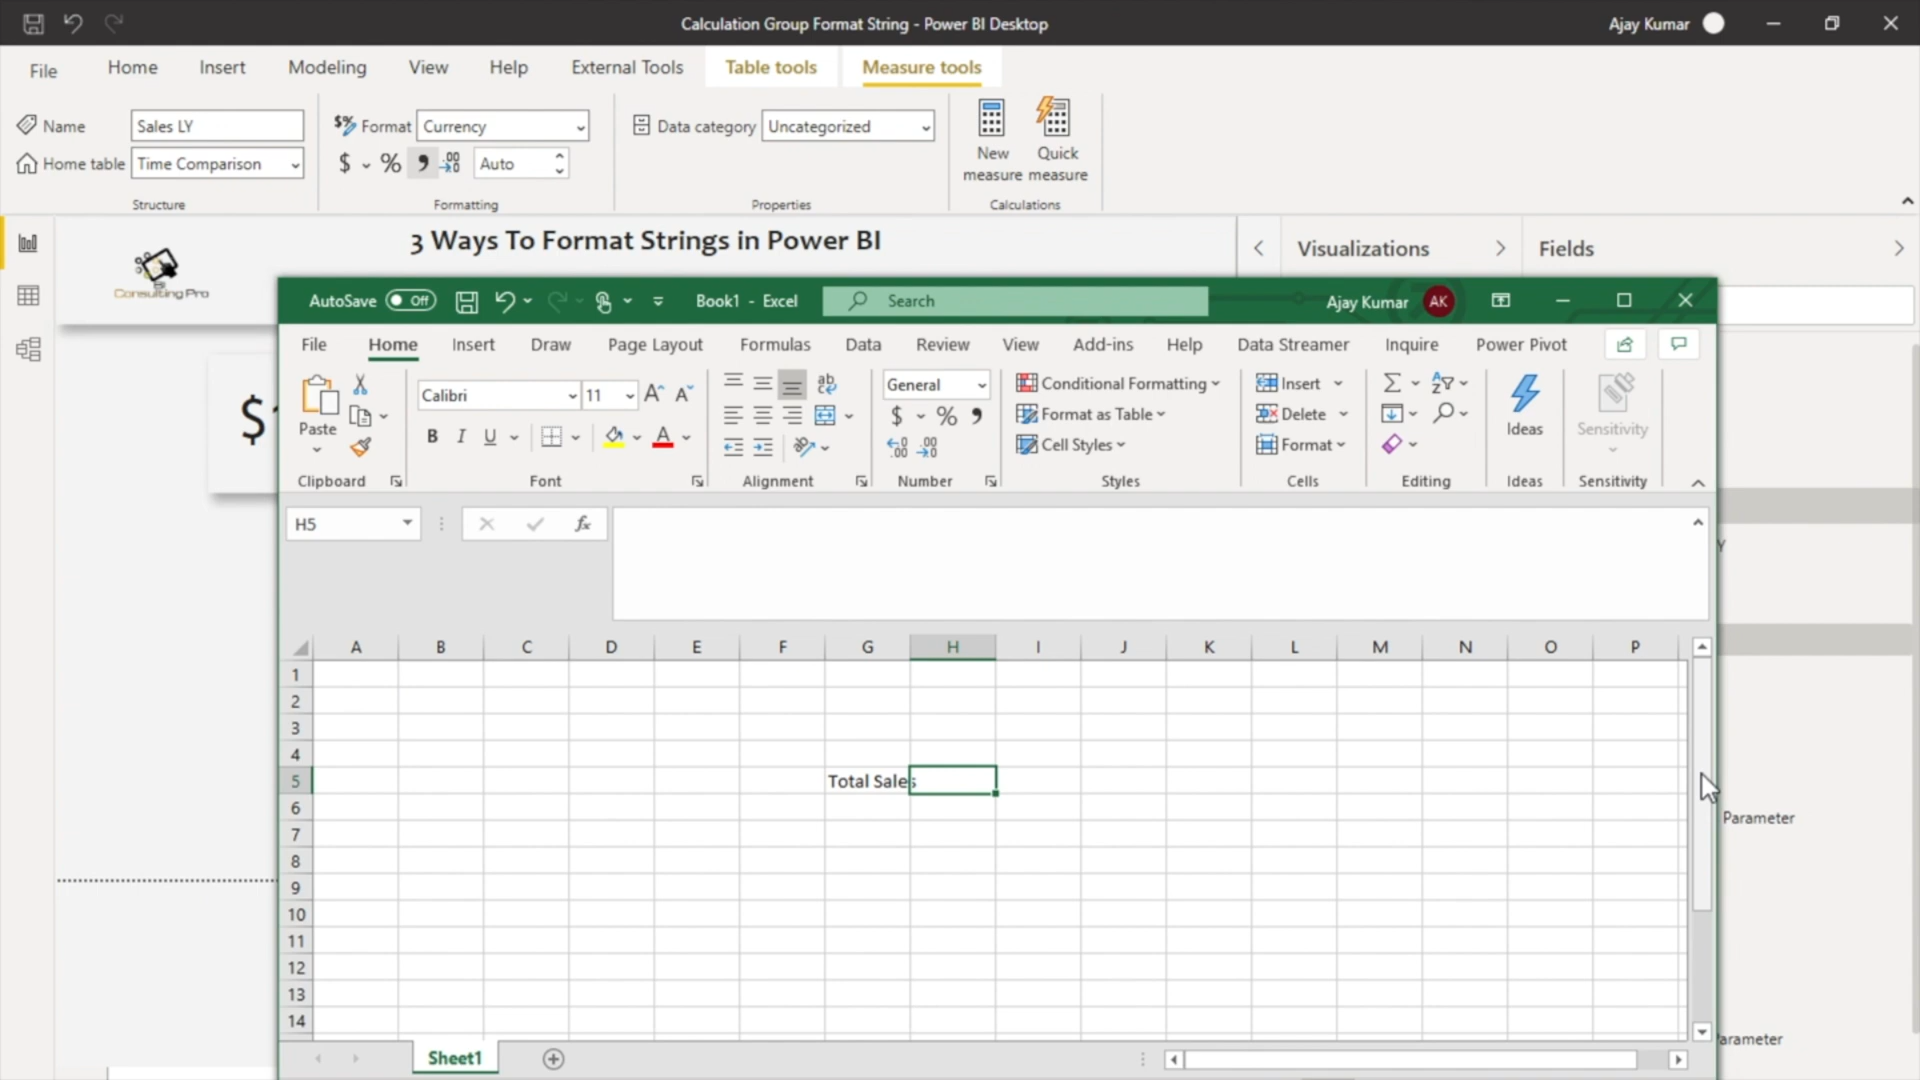 Calculation Group Format String - Power BI Desktop
Ajay Kumar
File Home Insert Modeling View Help External Tools Table tools Measure tools
Name Sales LY
Format Currency
Data category Uncategorized
Home table Time Comparison
$ % Auto
New measure
Quick measure
Structure Formatting Properties Calculations
3 Ways To Format Strings in Power BI
Visualizations
Fields
Consulting Pro
$
AutoSave Off Book1 - Excel Search Ajay Kumar AK
File Home Insert Draw Page Layout Formulas Data Review View Add-ins Help Data Streamer Inquire Power Pivot
Paste
Calibri 11
B I U
General
$ %
Conditional Formatting
Format as Table
Cell Styles
Insert
Delete
Format
Ideas
Sensitivity
Clipboard Font Alignment Number Styles Cells Editing Ideas Sensitivity
H5 fx
Y
A B C D E F G H I J K L M N O P
1
2
3
4
5 Total Sales
6
7
8
9
10
11
12
13
14
Parameter
Parameter
Sheet1